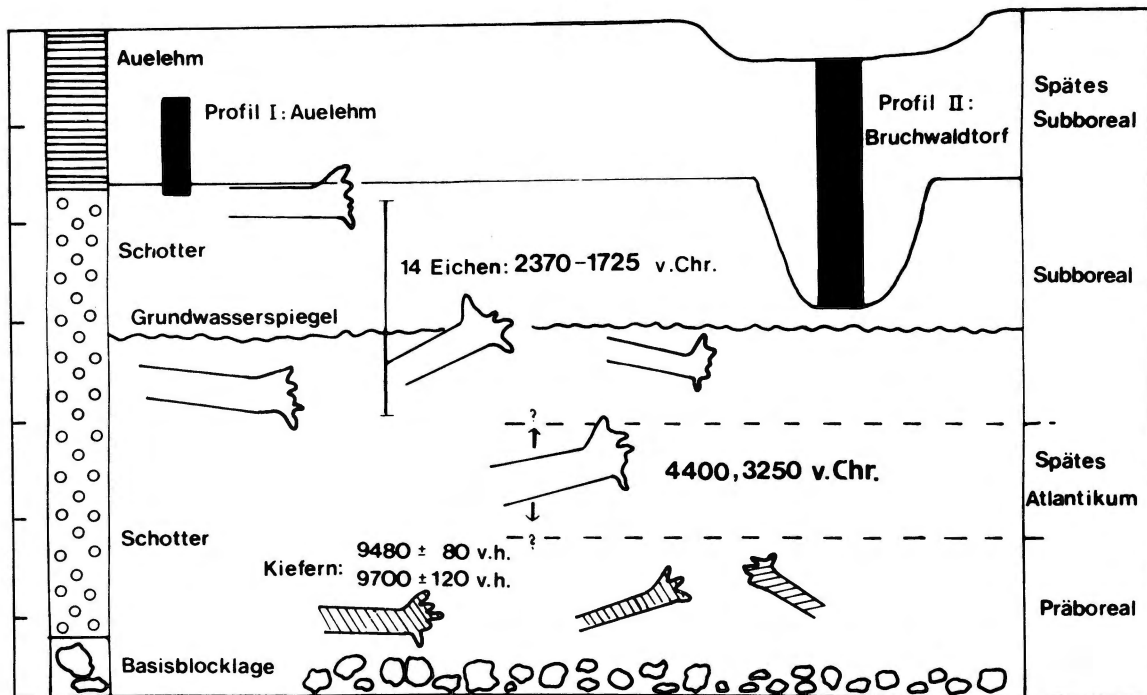 Auelehm
Profil I: Auelehm
Profil II:
Bruchwaldtorf
Spätes
Subboreal
Schotter
14 Eichen: 2370-1725 v.Chr.
Subboreal
Grundwasserspiegel
?
4400, 3250 v.Chr.
Spätes
Atlantikum
?
Schotter
Kiefern:
9480 ± 80 v.h.
9700 ± 120 v.h.
Präboreal
Basisblocklage